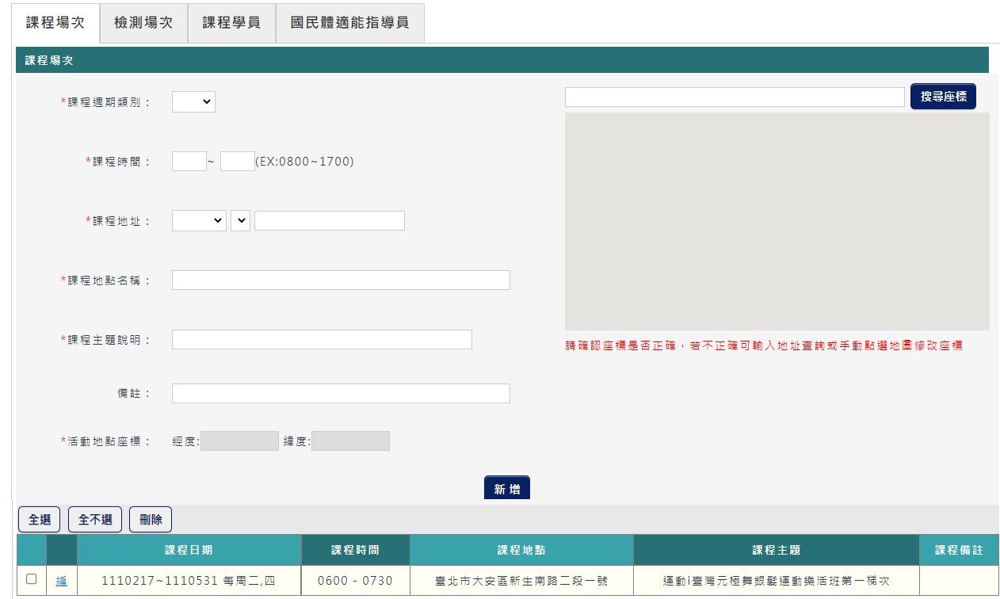 課程場次 檢測場次 課程學員 國民體適能指導員
課程場次
*課程週期類別：
搜尋座標
*課程時間： ~ (EX:0800~1700)
*課程地址：
*課程地點名稱：
*課程主題說明：
請確認座標是否正確，若不正確可輸入地址查詢或手動點選地圖修改座標
備註：
*活動地點座標： 經度: 緯度:
新增
全選 全不選 刪除
課程日期 課程時間 課程地點 課程主題 課程備註
編 1110217~1110531 每周二,四 0600 - 0730 臺北市大安區新生南路二段一號 運動i臺灣元極舞銀髮運動樂活班第一梯次